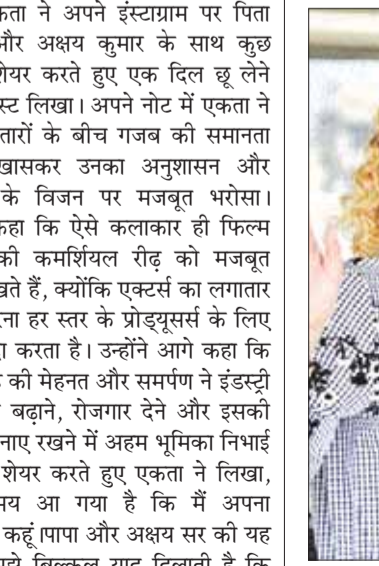 कता ने अपने इंस्टाग्राम पर पिता
और अक्षय कुमार के साथ कुछ
शेयर करते हुए एक दिल छू लेने
स्ट लिखा। अपने नोट में एकता ने
तारों के बीच गजब की समानता
खासकर उनका अनुशासन और
के विजन पर मजबूत भरोसा।
कहा कि ऐसे कलाकार ही फिल्म
की कमर्शियल रीढ़ को मजबूत
खते हैं, क्योंकि एक्टर्स का लगातार
रना हर स्तर के प्रोड्यूसर्स के लिए
करता है। उन्होंने आगे कहा कि
की मेहनत और समर्पण ने इंडस्ट्री
बढ़ाने, रोजगार देने और इसकी
नाए रखने में अहम भूमिका निभाई
शेयर करते हुए एकता ने लिखा,
मय आ गया है कि मैं अपना
कहूं।पापा और अक्षय सर की यह
बिल्कुल याद दिलाती है कि